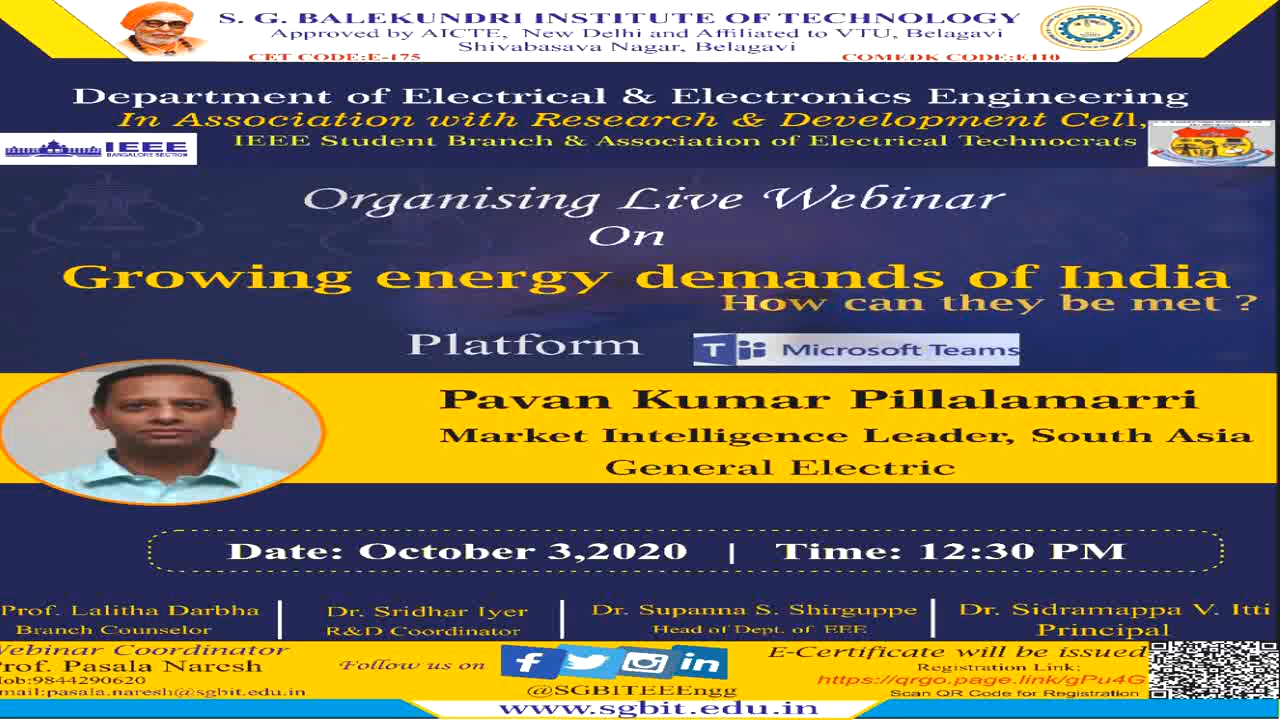 S. G. BALEKUNDRI INSTITUTE OF TECHNOLOGY
Approved by AICTE, New Delhi and Affiliated to VTU, Belagavi
Shivabasava Nagar, Belagavi
CET CODE:E-175
COMEDK CODE:E110
Department of Electrical & Electronics Engineering
In Association with Research & Development Cell,
IEEE Student Branch & Association of Electrical Technocrats
IEEE
BANGALORE SECTION
Organising Live Webinar
On
Growing energy demands of India
How can they be met ?
Platform
Microsoft Teams
Pavan Kumar Pillalamarri
Market Intelligence Leader, South Asia
General Electric
Date: October 3,2020 | Time: 12:30 PM
Prof. Lalitha Darbha
Branch Counselor
Dr. Sridhar Iyer
R&D Coordinator
Dr. Supanna S. Shirguppe
Head of Dept. of EEE
Dr. Sidramappa V. Itti
Principal
Webinar Coordinator
Prof. Pasala Naresh
Mob:9844290620
Email:pasala.naresh@sgbit.edu.in
Follow us on
@SGBITEEEngg
E-Certificate will be issued
Registration Link:
https://qrgo.page.link/gPu4G
Scan QR Code for Registration
www.sgbit.edu.in